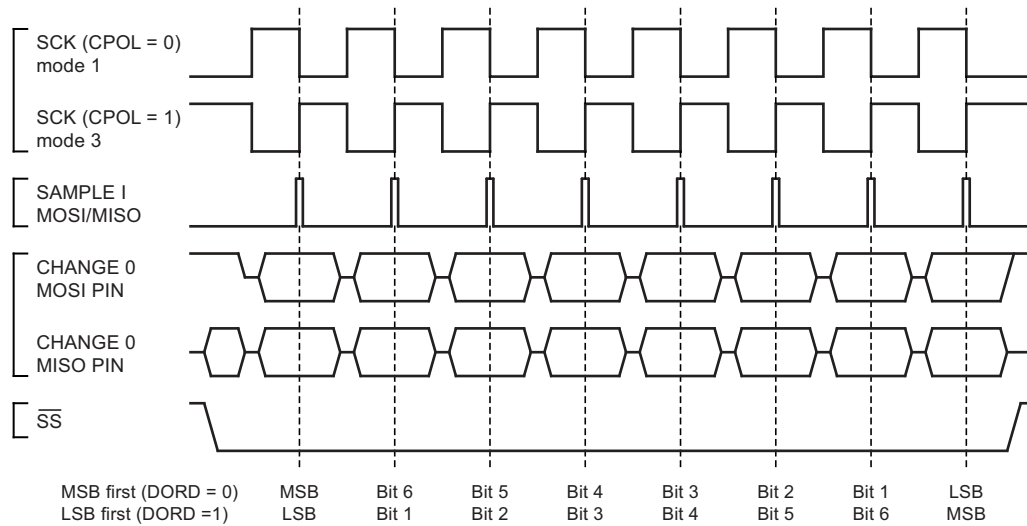 SCK (CPOL = 0)
mode 1
SCK (CPOL = 1)
mode 3
SAMPLE I
MOSI/MISO
CHANGE 0
MOSI PIN
CHANGE 0
MISO PIN
SS
MSB first (DORD = 0) MSB Bit 6 Bit 5 Bit 4 Bit 3 Bit 2 Bit 1 LSB
LSB first (DORD =1) LSB Bit 1 Bit 2 Bit 3 Bit 4 Bit 5 Bit 6 MSB